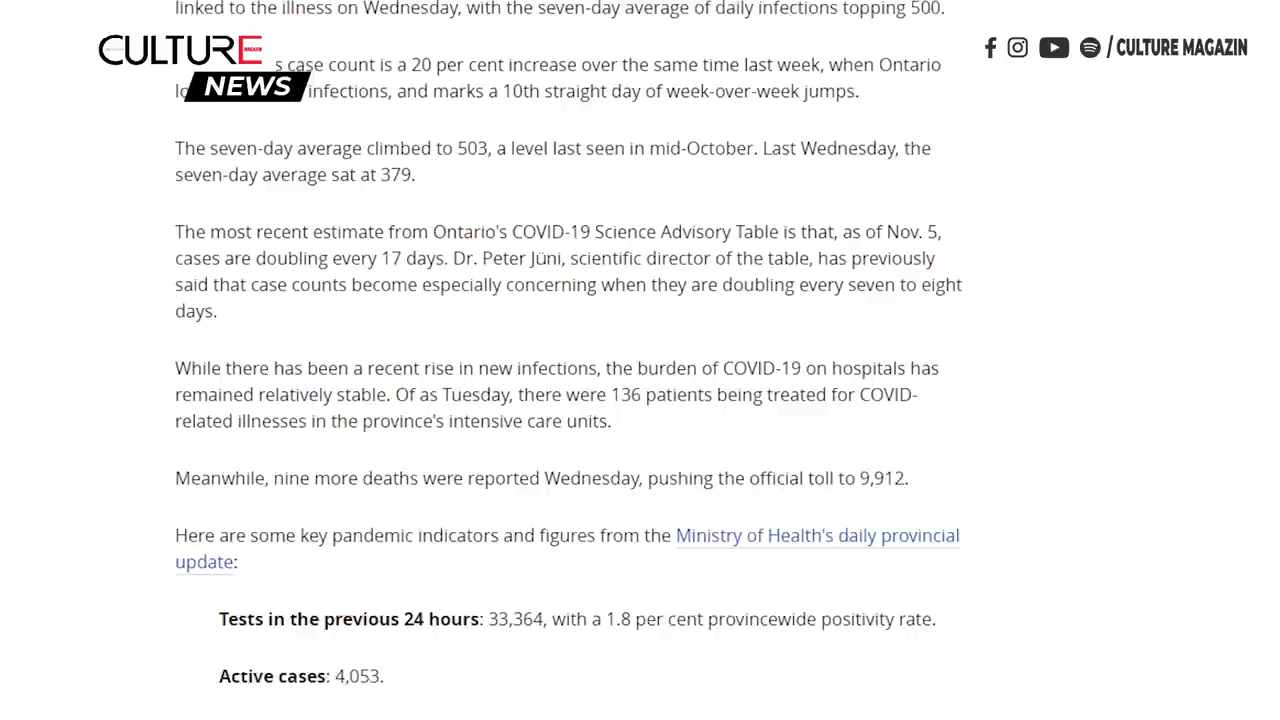 linked to the illness on Wednesday, with the seven-day average of daily infections topping 500.
CULTURE
MAGAZIN
NEWS
/ CULTURE MAGAZIN
s case count is a 20 per cent increase over the same time last week, when Ontario
infections, and marks a 10th straight day of week-over-week jumps.
The seven-day average climbed to 503, a level last seen in mid-October. Last Wednesday, the
seven-day average sat at 379.
The most recent estimate from Ontario's COVID-19 Science Advisory Table is that, as of Nov. 5,
cases are doubling every 17 days. Dr. Peter Jüni, scientific director of the table, has previously
said that case counts become especially concerning when they are doubling every seven to eight
days.
While there has been a recent rise in new infections, the burden of COVID-19 on hospitals has
remained relatively stable. Of as Tuesday, there were 136 patients being treated for COVID-
related illnesses in the province's intensive care units.
Meanwhile, nine more deaths were reported Wednesday, pushing the official toll to 9,912.
Here are some key pandemic indicators and figures from the Ministry of Health's daily provincial
update:
Tests in the previous 24 hours: 33,364, with a 1.8 per cent provincewide positivity rate.
Active cases: 4,053.